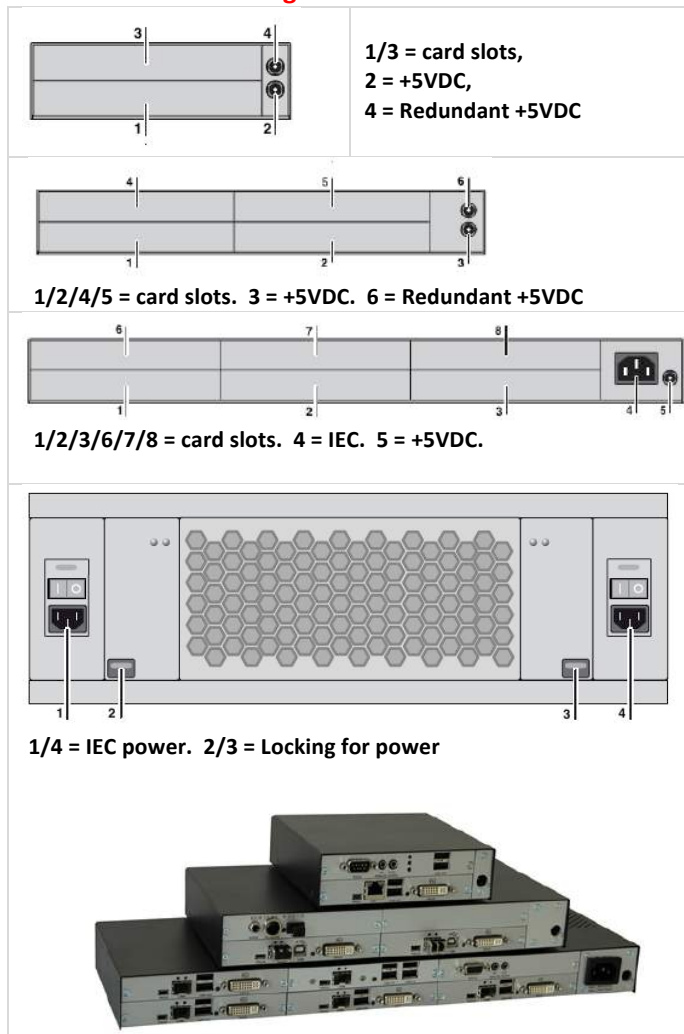 3 4
1/3 = card slots,
2 = +5VDC,
4 = Redundant +5VDC
1 2
4 5 6
1 2 3
1/2/4/5 = card slots.  3 = +5VDC.  6 = Redundant +5VDC
6 7 8
1 2 3 4 5
1/2/3/6/7/8 = card slots.  4 = IEC.  5 = +5VDC.
I O I O
1 2 3 4
1/4 = IEC power.  2/3 = Locking for power